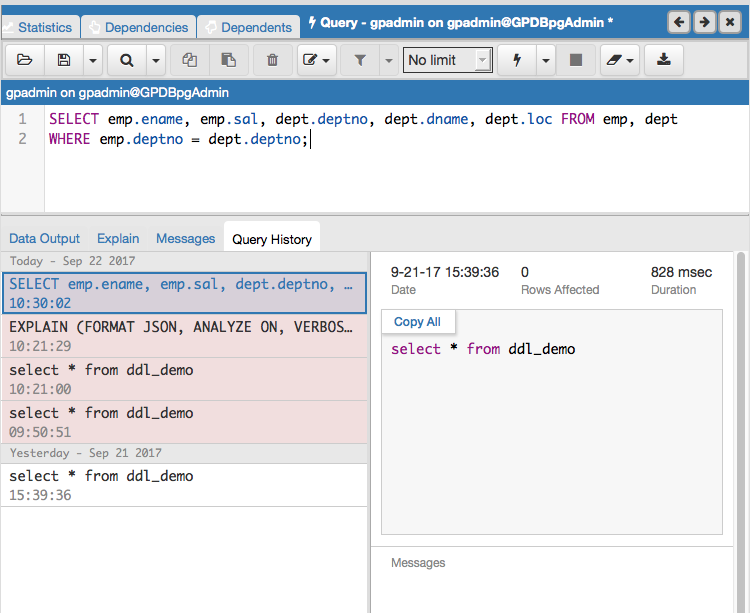 Statistics Dependencies Dependents Query - gpadmin on gpadmin@GPDBpgAdmin *
No limit
gpadmin on gpadmin@GPDBpgAdmin
1 SELECT emp.ename, emp.sal, dept.deptno, dept.dname, dept.loc FROM emp, dept
2 WHERE emp.deptno = dept.deptno;
Data Output Explain Messages Query History
Today - Sep 22 2017
SELECT emp.ename, emp.sal, dept.deptno, …
10:30:02
EXPLAIN (FORMAT JSON, ANALYZE ON, VERBOS…
10:21:29
select * from ddl_demo
10:21:00
select * from ddl_demo
09:50:51
Yesterday - Sep 21 2017
select * from ddl_demo
15:39:36
9-21-17 15:39:36 0 828 msec
Date Rows Affected Duration
Copy All
select * from ddl_demo
Messages